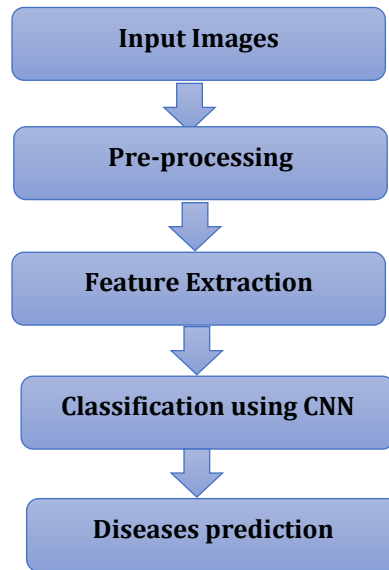 Input Images
Pre-processing
Feature Extraction
Classification using CNN
Diseases prediction